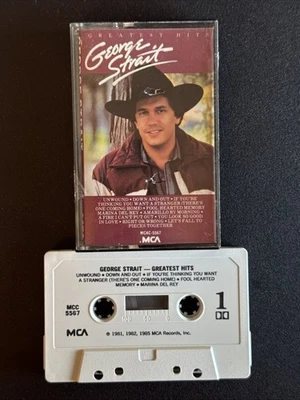 GREATEST HITS
George
Strait
UNWOUND • DOWN AND OUT • IF YOU'RE
THINKING YOU WANT A STRANGER (THERE'S
ONE COMING HOME) • FOOL HEARTED MEMORY
MARINA DEL REY • AMARILLO BY MORNING •
A FIRE I CAN'T PUT OUT • YOU LOOK SO GOOD
IN LOVE • RIGHT OR WRONG • LET'S FALL TO
PIECES TOGETHER
MCAC-5567
MCA
GEORGE STRAIT — GREATEST HITS
UNWOUND • DOWN AND OUT • IF YOU'RE THINKING YOU WANT
A STRANGER (THERE'S ONE COMING HOME) • FOOL HEARTED
MEMORY • MARINA DEL REY
MCC
5567
1
DO
MCA
℗ 1981, 1982, 1985 MCA Records, Inc.